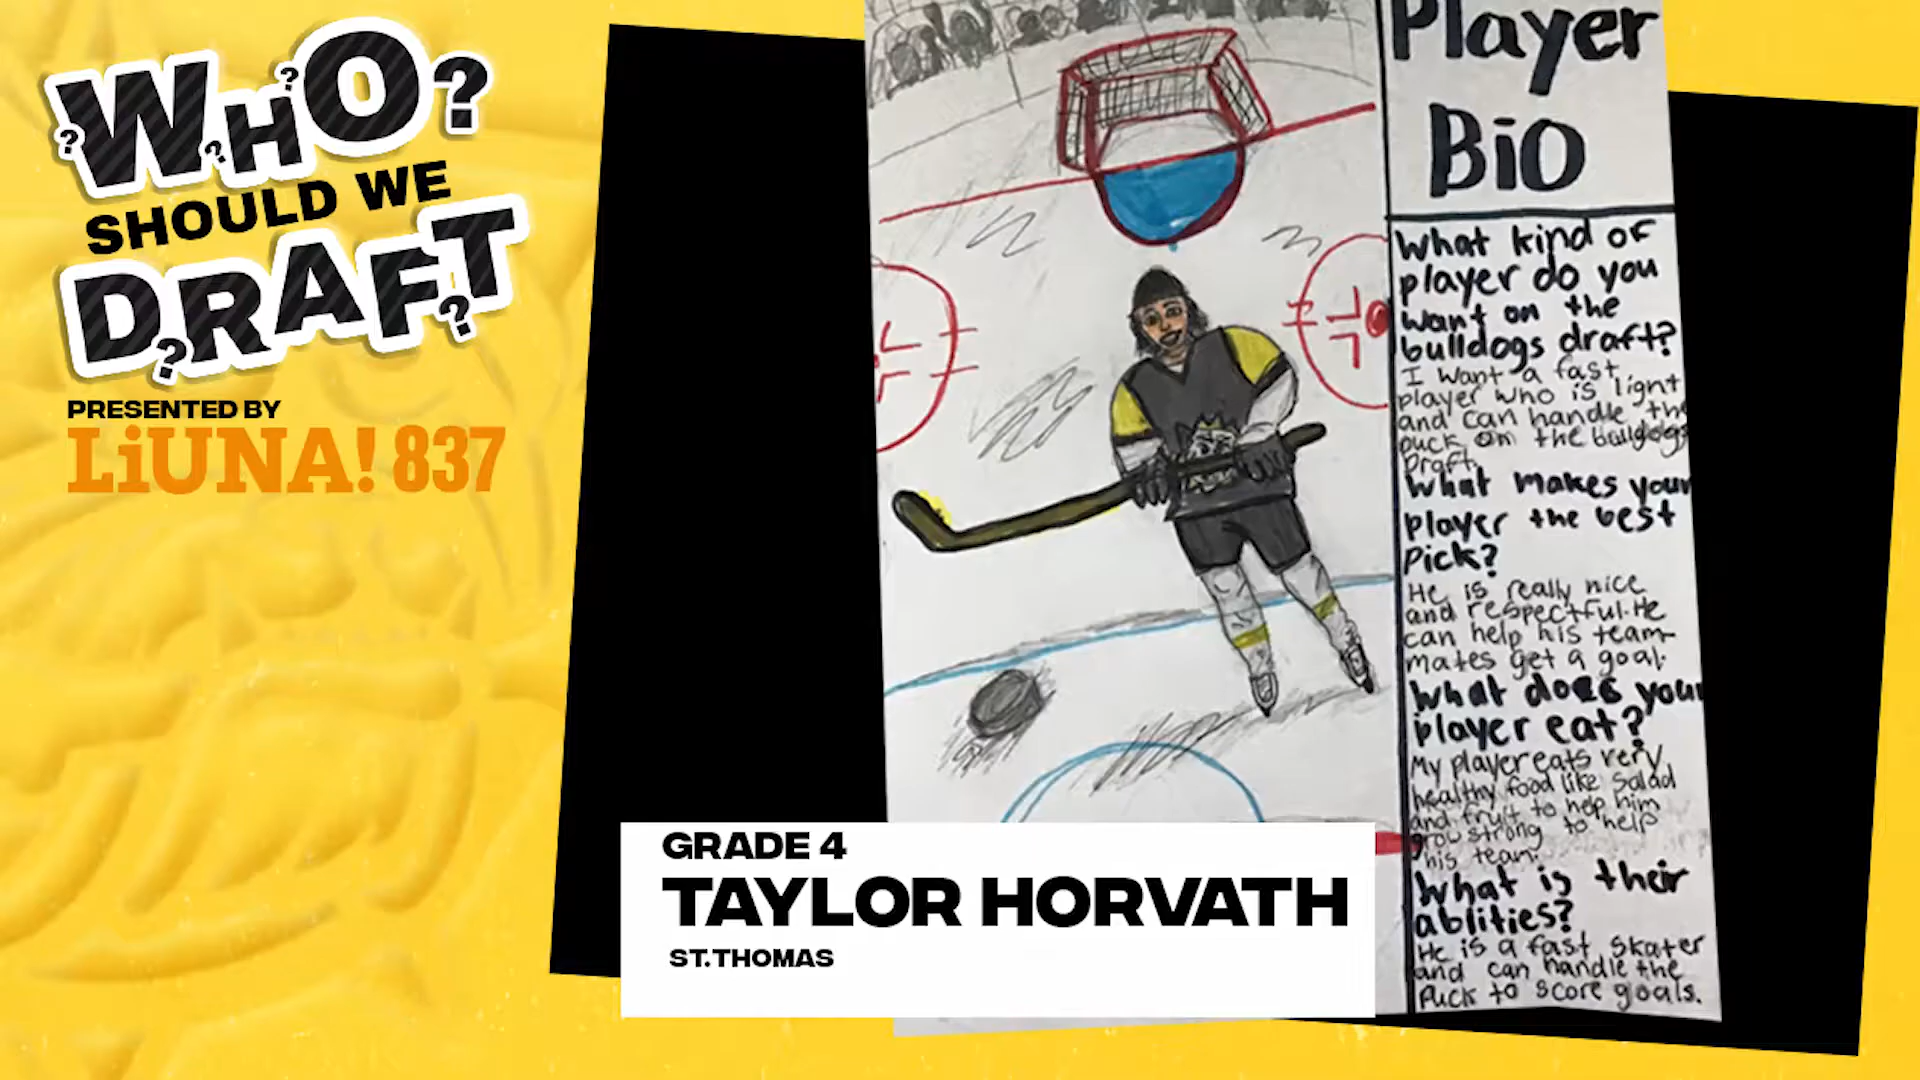 WHO?
SHOULD WE
DRAFT
PRESENTED BY
LiUNA! 837
Player
Bio
What kind of
player do you
want on the
bulldogs draft?
I want a fast
player who is light
and can handle the
puck on the bulldogs
Draft.
What makes your
player the best
pick?
He is really nice
and respectful. He
can help his team-
mates get a goal.
What does your
player eat?
My player eats very
healthy food like salad
and fruit to help him
grow strong to help
his team.
What is their
ablities?
He is a fast skater
and can handle the
puck to score goals.
GRADE 4
TAYLOR HORVATH
ST.THOMAS